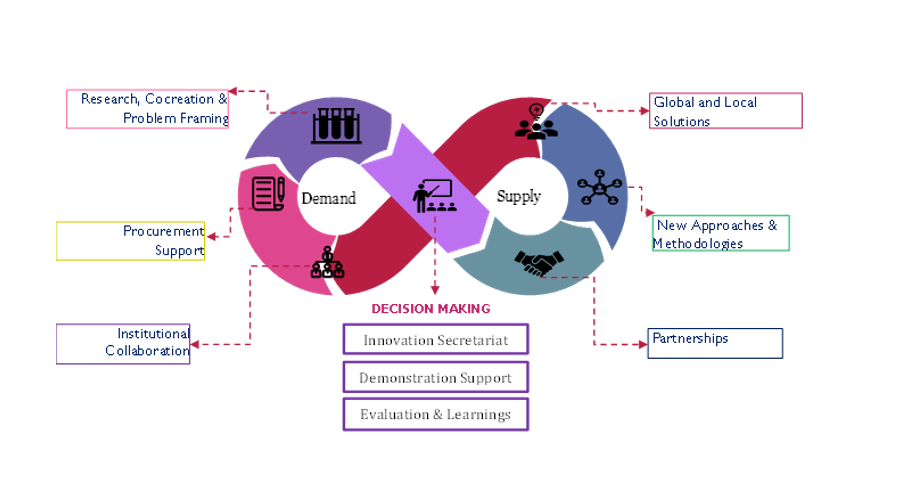 Research, Cocreation &
Problem Framing
Global and Local
Solutions
Demand
Supply
Procurement
Support
New Approaches &
Methodologies
DECISION MAKING
Institutional
Collaboration
Innovation Secretariat
Partnerships
Demonstration Support
Evaluation & Learnings